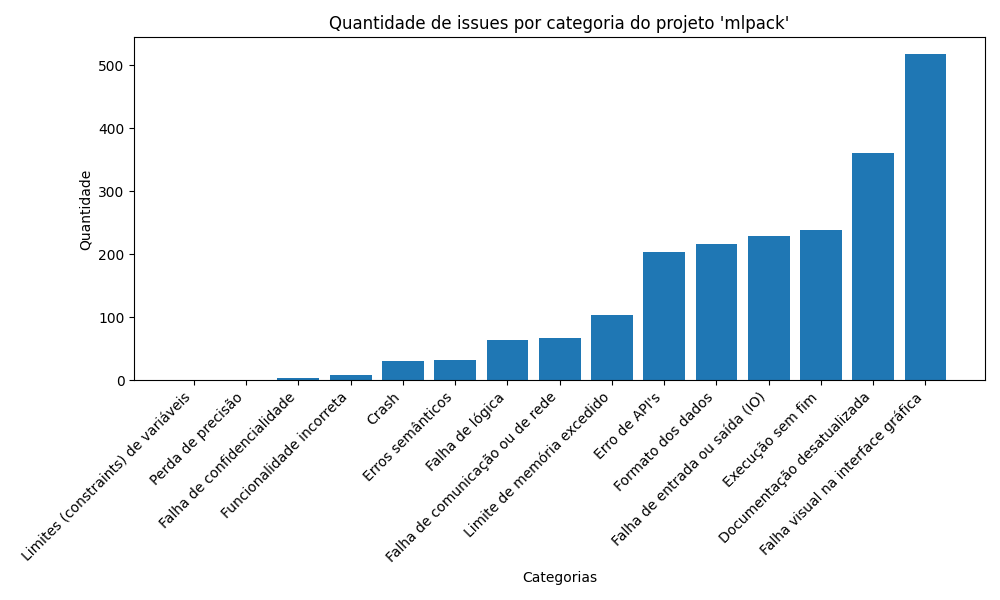 Quantidade de issues por categoria do projeto 'mlpack'
Quantidade
500
400
300
200
100
0
Limites (constraints) de variáveis
Perda de precisão
Falha de confidencialidade
Funcionalidade incorreta
Crash
Erros semânticos
Falha de lógica
Falha de comunicação ou de rede
Limite de memória excedido
Erro de API's
Formato dos dados
Falha de entrada ou saída (IO)
Execução sem fim
Documentação desatualizada
Falha visual na interface gráfica
Categorias